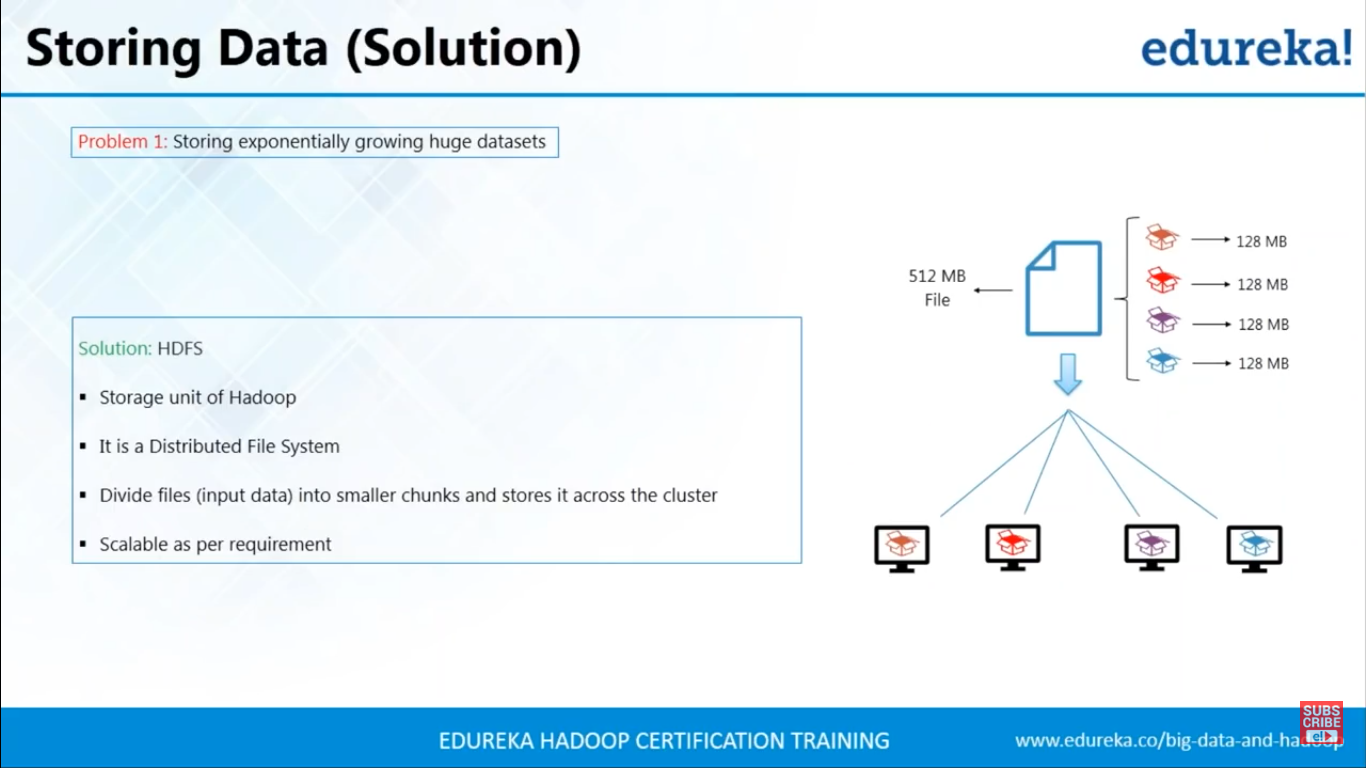 Storing Data (Solution)
edureka!
Problem 1: Storing exponentially growing huge datasets
Solution: HDFS
▪ Storage unit of Hadoop
▪ It is a Distributed File System
▪ Divide files (input data) into smaller chunks and stores it across the cluster
▪ Scalable as per requirement
512 MB
File
128 MB
128 MB
128 MB
128 MB
EDUREKA HADOOP CERTIFICATION TRAINING
www.edureka.co/big-data-and-hadoop
SUBS
CRIBE
e!